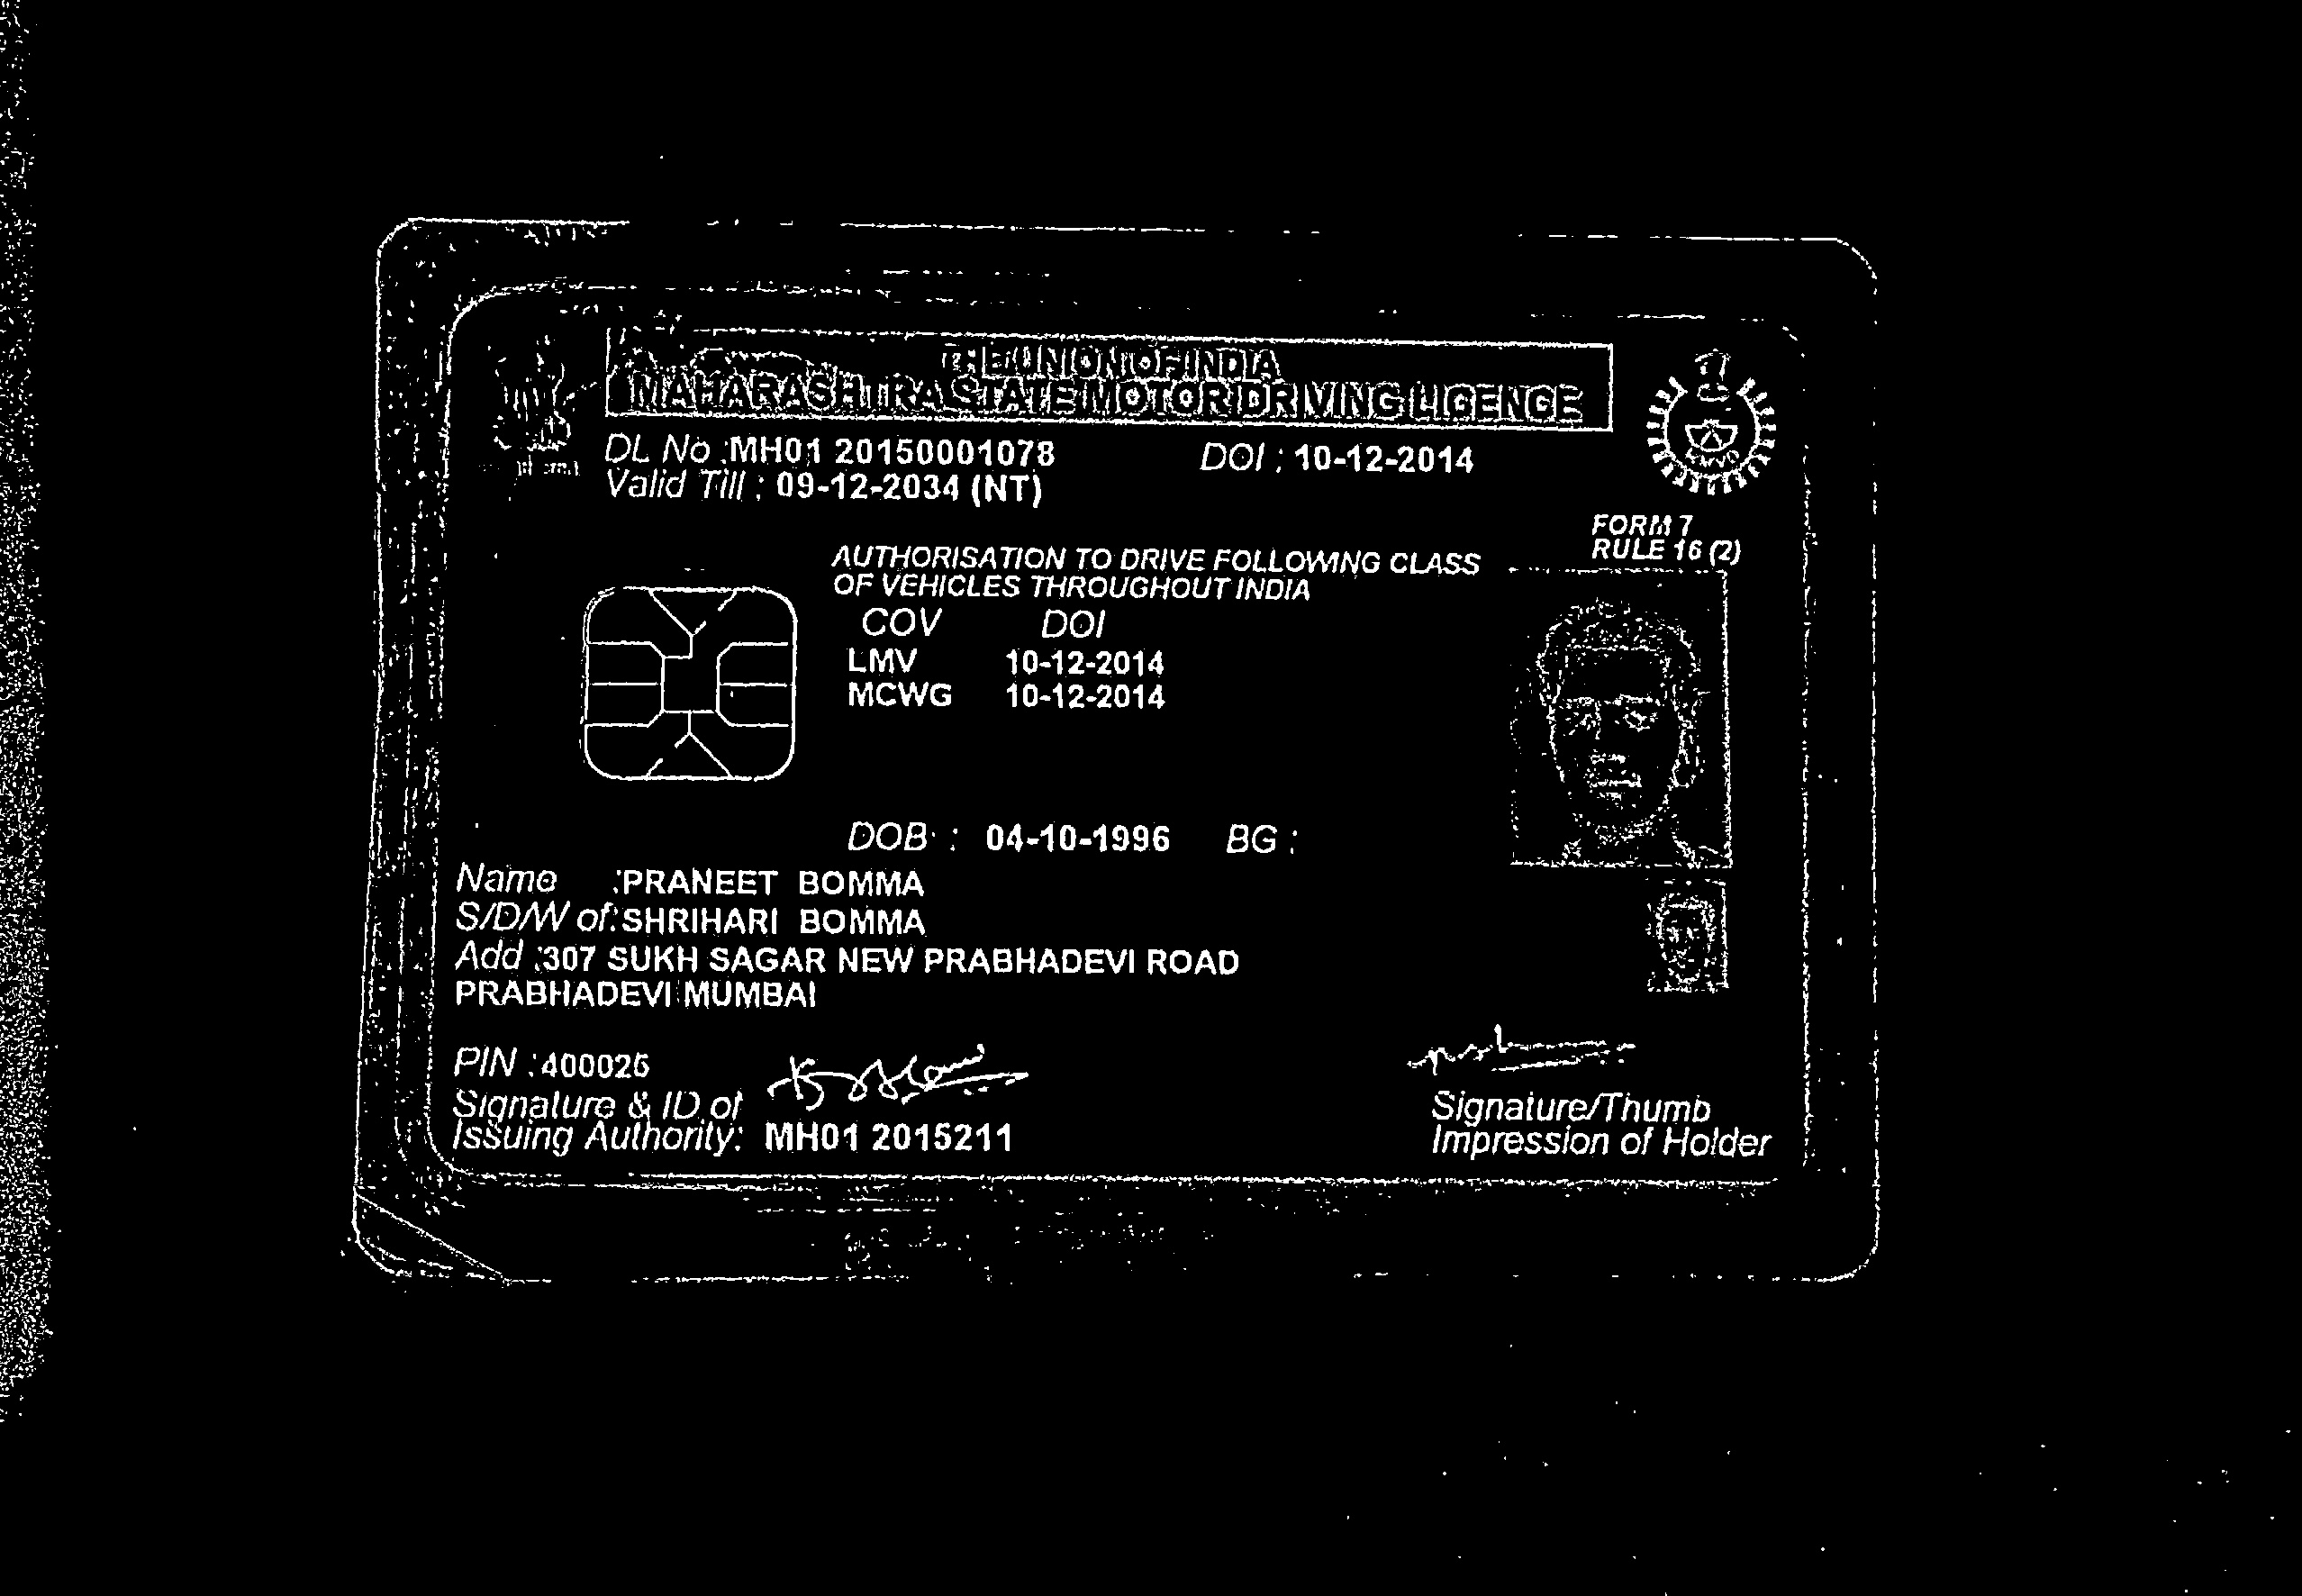 THE UNION OF INDIA
MAHARASHTRA STATE MOTOR DRIVING LICENCE
DL No :MH01 20150001078 DOI : 10-12-2014
Valid Till : 09-12-2034 (NT)
FORM 7
RULE 16 (2)
AUTHORISATION TO DRIVE FOLLOWING CLASS
OF VEHICLES THROUGHOUT INDIA
COV DOI
LMV 10-12-2014
MCWG 10-12-2014
DOB : 04-10-1996 BG :
Name :PRANEET BOMMA
S/D/W of:SHRIHARI BOMMA
Add :307 SUKH SAGAR NEW PRABHADEVI ROAD
PRABHADEVI MUMBAI
PIN :400025
Signature & ID of
Issuing Authority: MH01 2015211
Signature/Thumb
Impression of Holder